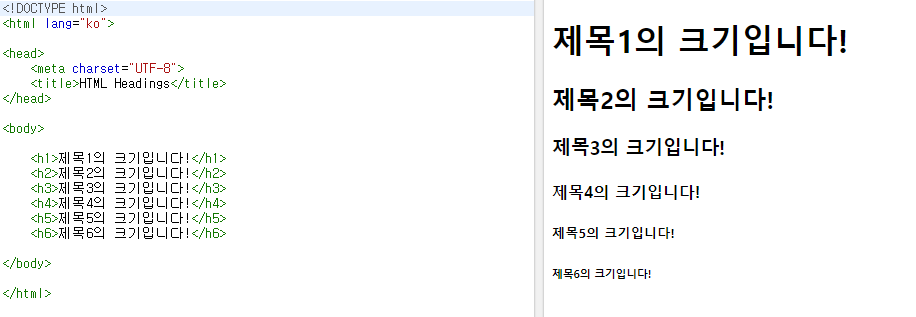 <!DOCTYPE html>
<html lang="ko">
<head>
<meta charset="UTF-8">
<title>HTML Headings</title>
</head>
<body>
<h1>제목1의 크기입니다!</h1>
<h2>제목2의 크기입니다!</h2>
<h3>제목3의 크기입니다!</h3>
<h4>제목4의 크기입니다!</h4>
<h5>제목5의 크기입니다!</h5>
<h6>제목6의 크기입니다!</h6>
</body>
</html>
제목1의 크기입니다!
제목2의 크기입니다!
제목3의 크기입니다!
제목4의 크기입니다!
제목5의 크기입니다!
제목6의 크기입니다!